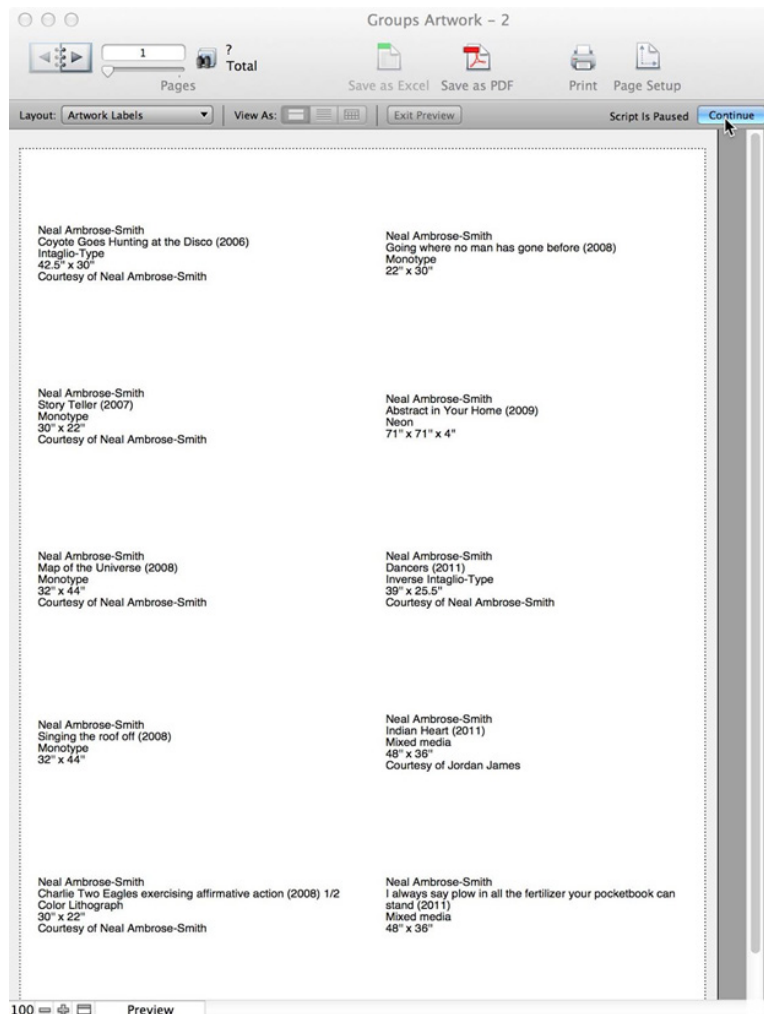 Groups Artwork – 2
1
?
Total
Pages
Save as Excel
Save as PDF
Print
Page Setup
Layout: Artwork Labels
View As:
Exit Preview
Script Is Paused
Continue
Neal Ambrose-Smith
Coyote Goes Hunting at the Disco (2006)
Intaglio-Type
42.5" x 30"
Courtesy of Neal Ambrose-Smith
Neal Ambrose-Smith
Going where no man has gone before (2008)
Monotype
22" x 30"
Neal Ambrose-Smith
Story Teller (2007)
Monotype
30" x 22"
Courtesy of Neal Ambrose-Smith
Neal Ambrose-Smith
Abstract in Your Home (2009)
Neon
71" x 71" x 4"
Neal Ambrose-Smith
Map of the Universe (2008)
Monotype
32" x 44"
Courtesy of Neal Ambrose-Smith
Neal Ambrose-Smith
Dancers (2011)
Inverse Intaglio-Type
39" x 25.5"
Courtesy of Neal Ambrose-Smith
Neal Ambrose-Smith
Singing the roof off (2008)
Monotype
32" x 44"
Neal Ambrose-Smith
Indian Heart (2011)
Mixed media
48" x 36"
Courtesy of Jordan James
Neal Ambrose-Smith
Charlie Two Eagles exercising affirmative action (2008) 1/2
Color Lithograph
30" x 22"
Courtesy of Neal Ambrose-Smith
Neal Ambrose-Smith
I always say plow in all the fertilizer your pocketbook can
stand (2011)
Mixed media
48" x 36"
100
Preview